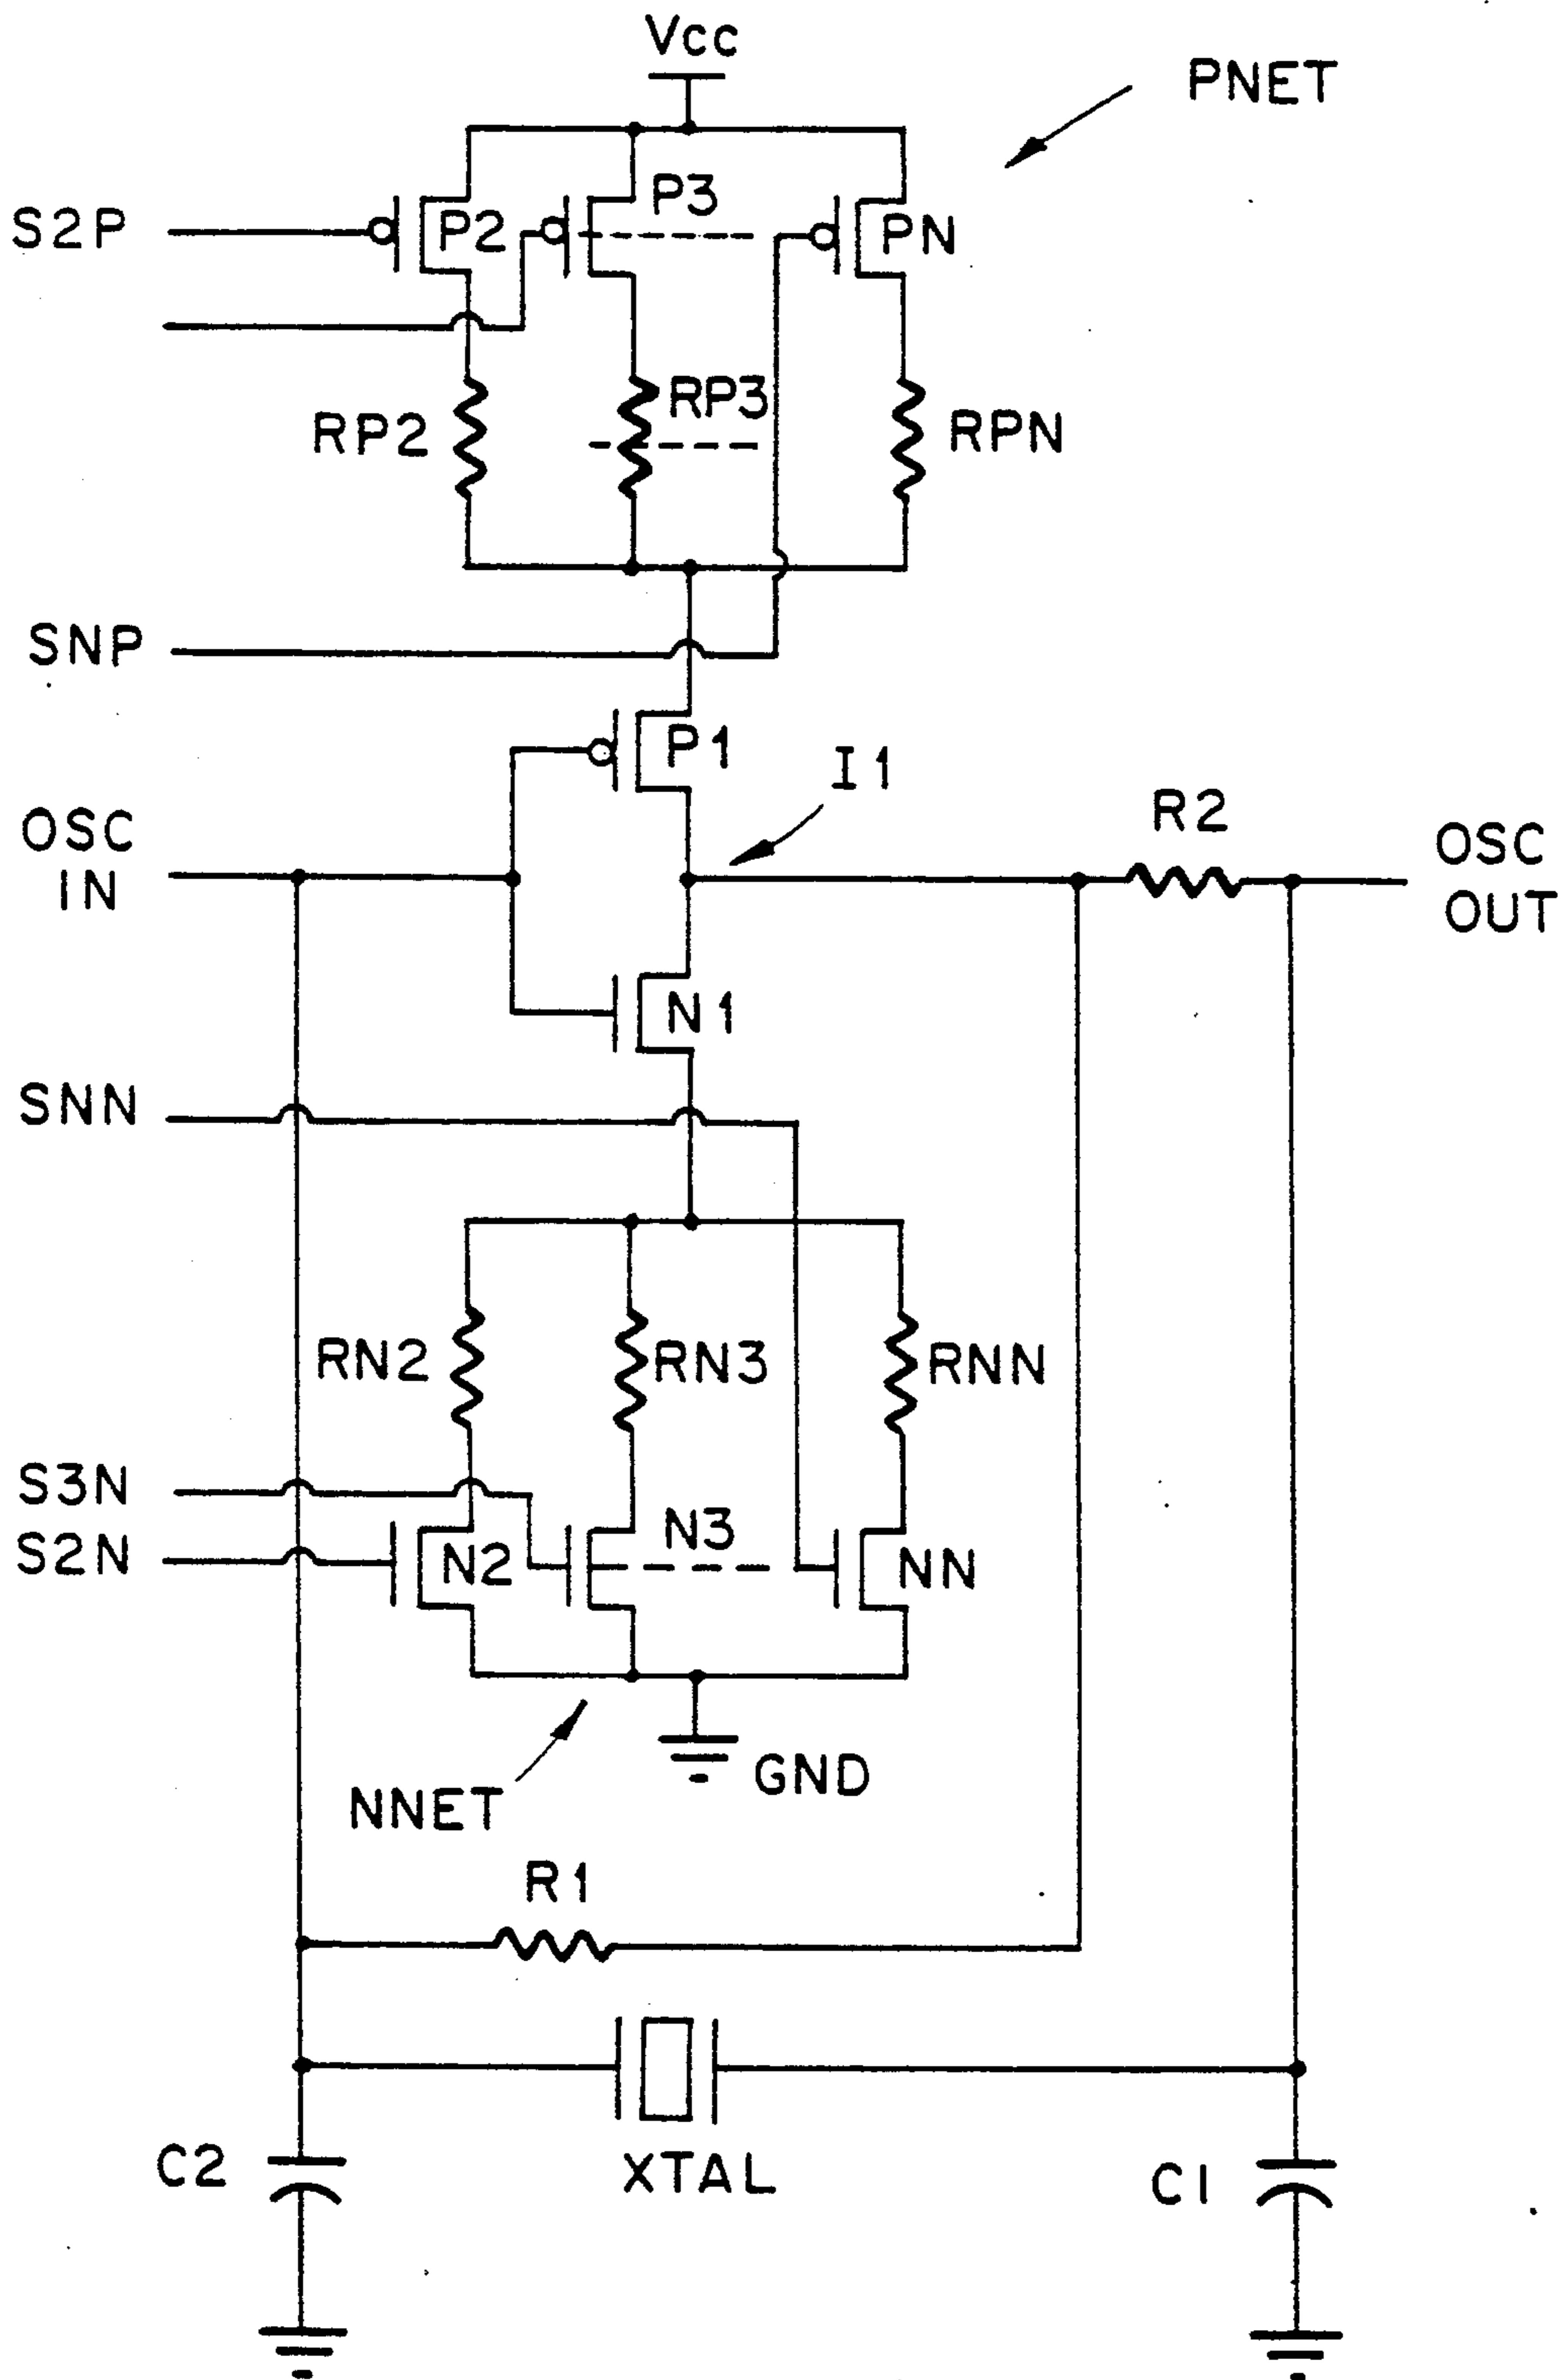 Vcc
PNET
S2P
P2
P3
PN
RP2
RP3
RPN
SNP
P1
I1
OSC
IN
R2
OSC
OUT
N1
SNN
RN2
RN3
RNN
S3N
S2N
N2
N3
NN
GND
NNET
R1
XTAL
C2
C1